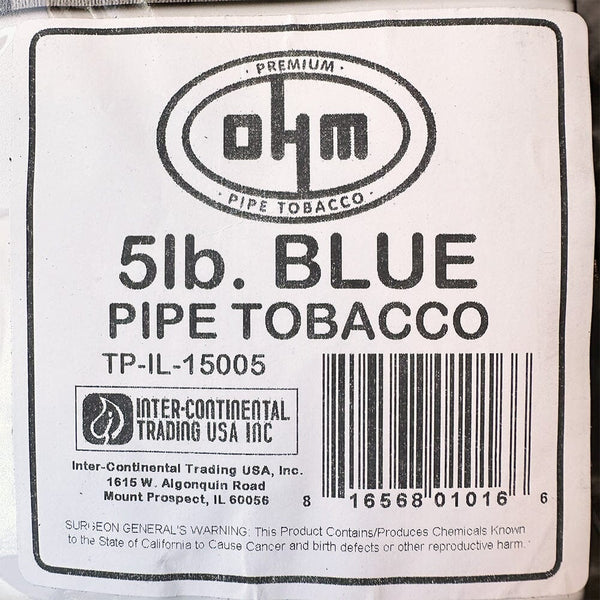 · PREMIUM ·
OHM
· PIPE TOBACCO ·
5lb. BLUE
PIPE TOBACCO
TP-IL-15005
INTER-CONTINENTAL
TRADING USA INC
Inter-Continental Trading USA, Inc.
1615 W. Algonquin Road
Mount Prospect, IL 60056
8 16568 01016 6
SURGEON GENERAL'S WARNING: This Product Contains/Produces Chemicals Known
to the State of California to Cause Cancer and birth defects or other reproductive harm.